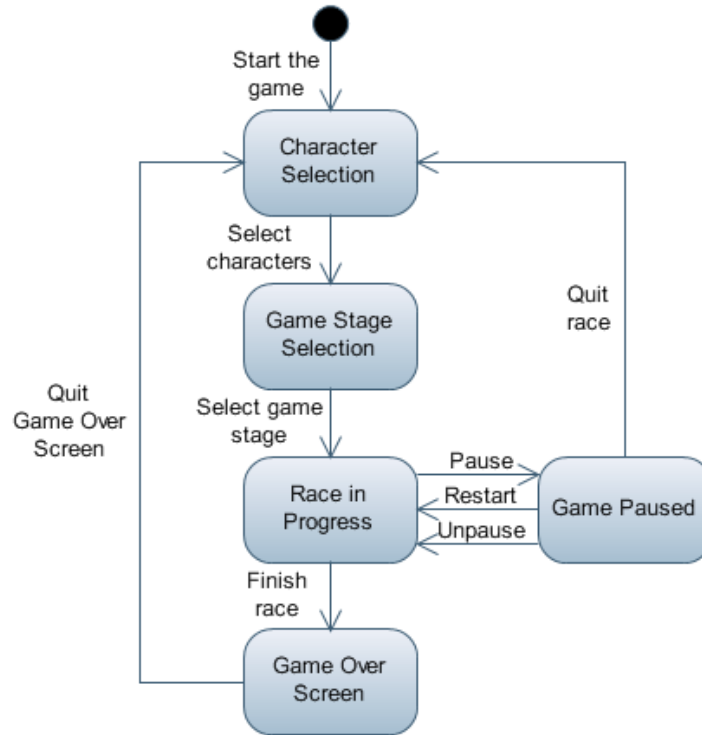 Start the
game
Character
Selection
Select
characters
Game Stage
Selection
Quit
race
Quit
Game Over
Screen
Select game
stage
Race in
Progress
Pause
Restart
Unpause
Game Paused
Finish
race
Game Over
Screen